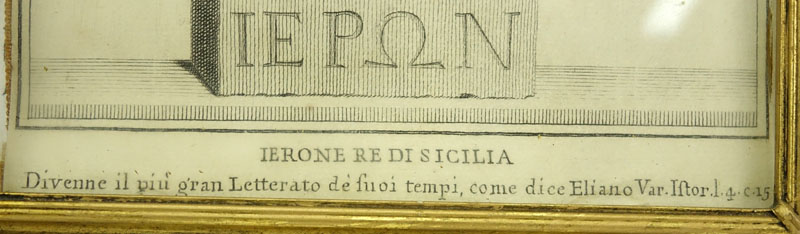 ΙΕΡΩΝ
IERONE RE DI SICILIA
Divenne il più gran Letterato de ſuoi tempi, come dice Eliano Var. Iſtor. l. 4. c. 15